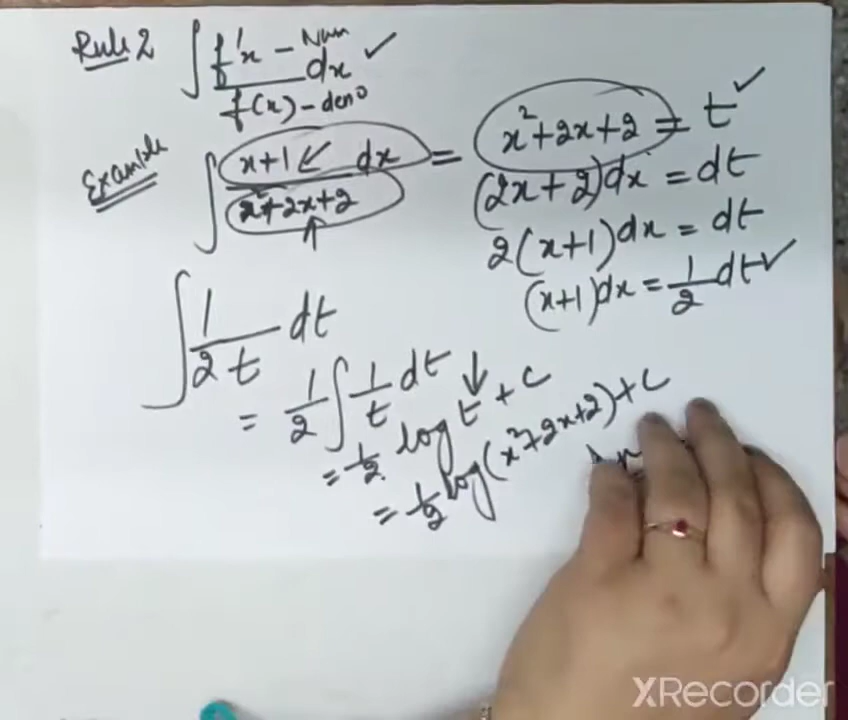 Rule 2 ∫ f'x - Num / f(x) - den° dx ✓
Example ∫ x+1 dx / x²+2x+2 = x²+2x+2 = t ✓
(2x+2)dx = dt
2(x+1)dx = dt
(x+1)dx = 1/2 dt ✓
∫ 1/2t dt
= 1/2 ∫ 1/t dt
= 1/2 log t + c
= 1/2 log(x²+2x+2)+c
XRecorder